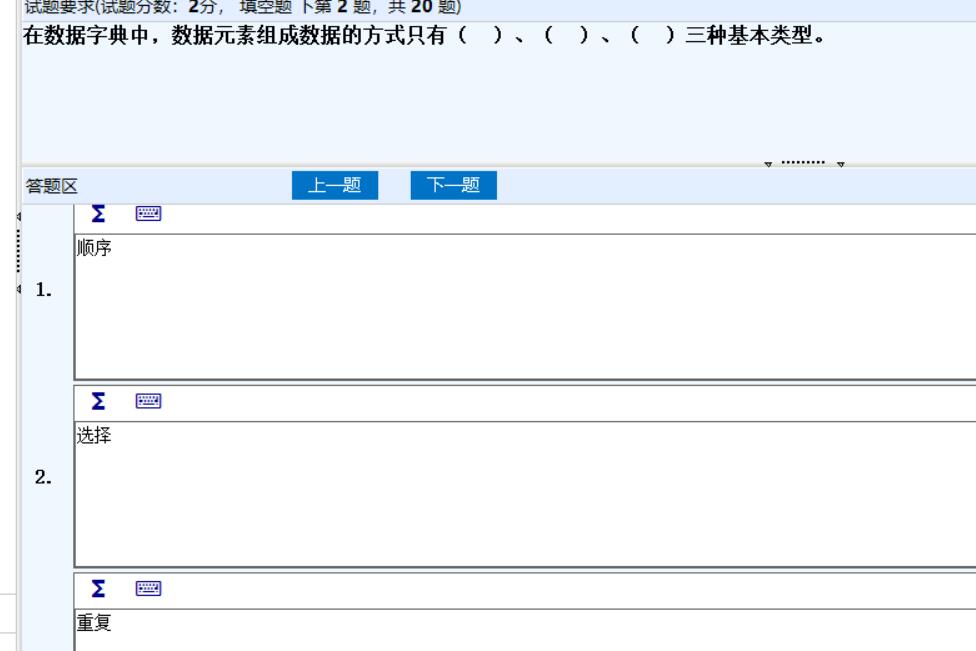 试题要求(试题分数：2分， 填空题 下第 2 题，共 20 题)
在数据字典中，数据元素组成数据的方式只有（ ）、（ ）、（ ）三种基本类型。
答题区 上一题 下一题
Σ
顺序
1.
Σ
选择
2.
Σ
重复